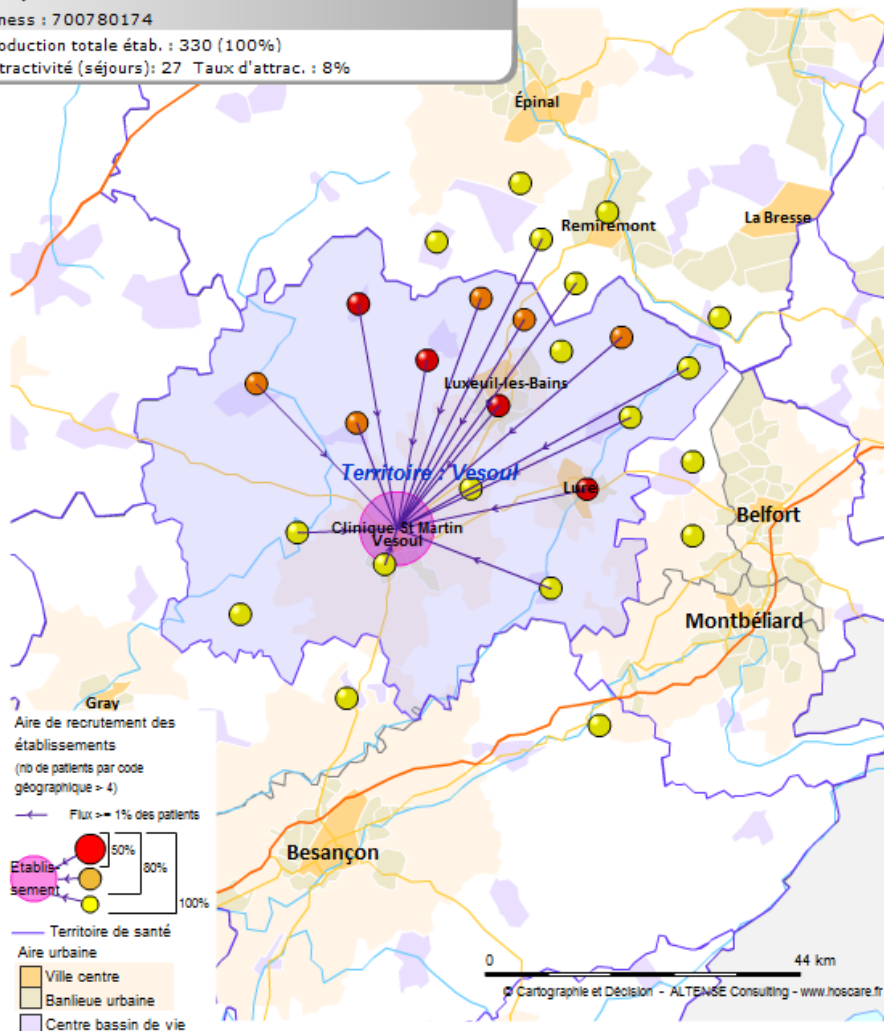 ness : 700780174
oduction totale étab. : 330 (100%)
tractivité (séjours): 27 Taux d'attrac. : 8%
Épinal
Remiremont
La Bresse
Luxeuil-les-Bains
Territoire : Vesoul
Lure
Clinique St Martin
Vesoul
Belfort
Montbéliard
Gray
Besançon
Aire de recrutement des
établissements
(nb de patients par code
géographique > 4)
Flux >= 1% des patients
50%
80%
100%
Etablis-
sement
Territoire de santé
Aire urbaine
Ville centre
Banlieue urbaine
Centre bassin de vie
0 44 km
© Cartographie et Décision - ALTENSE Consulting - www.hoscare.fr